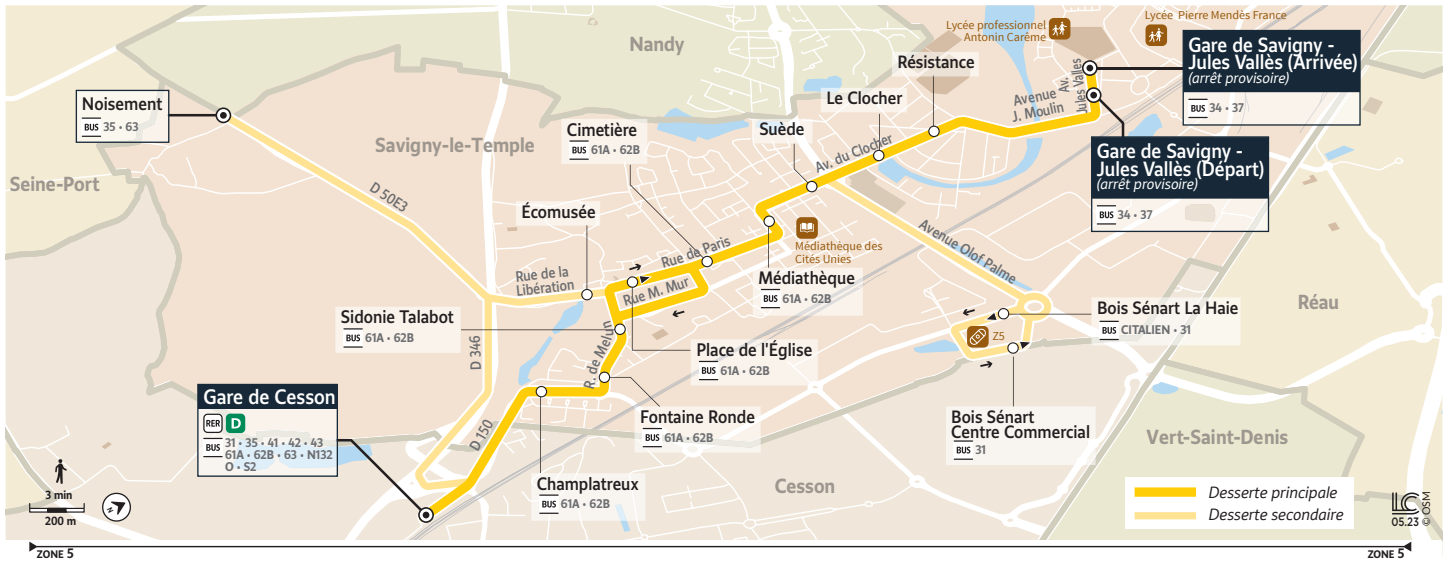 Nandy
Lycée professionnel
Antonin Carême
Lycée Pierre Mendès France
Gare de Savigny -
Jules Vallès (Arrivée)
(arrêt provisoire)
BUS 34 • 37
Av.
Jules Valles
Avenue
J. Moulin
Résistance
Le Clocher
Noisement
BUS 35 • 63
Cimetière
BUS 61A • 62B
Suède
Av. du Clocher
Savigny-le-Temple
Gare de Savigny -
Jules Vallès (Départ)
(arrêt provisoire)
BUS 34 • 37
Seine-Port
D 50E3
Écomusée
Rue de Paris
Médiathèque des
Cités Unies
Avenue Olof Palme
Rue de la
Libération
Rue M. Mur
Médiathèque
BUS 61A • 62B
Réau
Sidonie Talabot
BUS 61A • 62B
Bois Sénart La Haie
BUS CITALIEN • 31
Z5
D 346
R. de Melun
Place de l'Église
BUS 61A • 62B
Gare de Cesson
RER D
BUS 31 • 35 • 41 • 42 • 43
61A • 62B • 63 • N132
O • S2
Fontaine Ronde
BUS 61A • 62B
Bois Sénart
Centre Commercial
BUS 31
Vert-Saint-Denis
D 150
Champlatreux
BUS 61A • 62B
Cesson
3 min
200 m
Desserte principale
Desserte secondaire
LC
05.23
© OSM
ZONE 5
ZONE 5